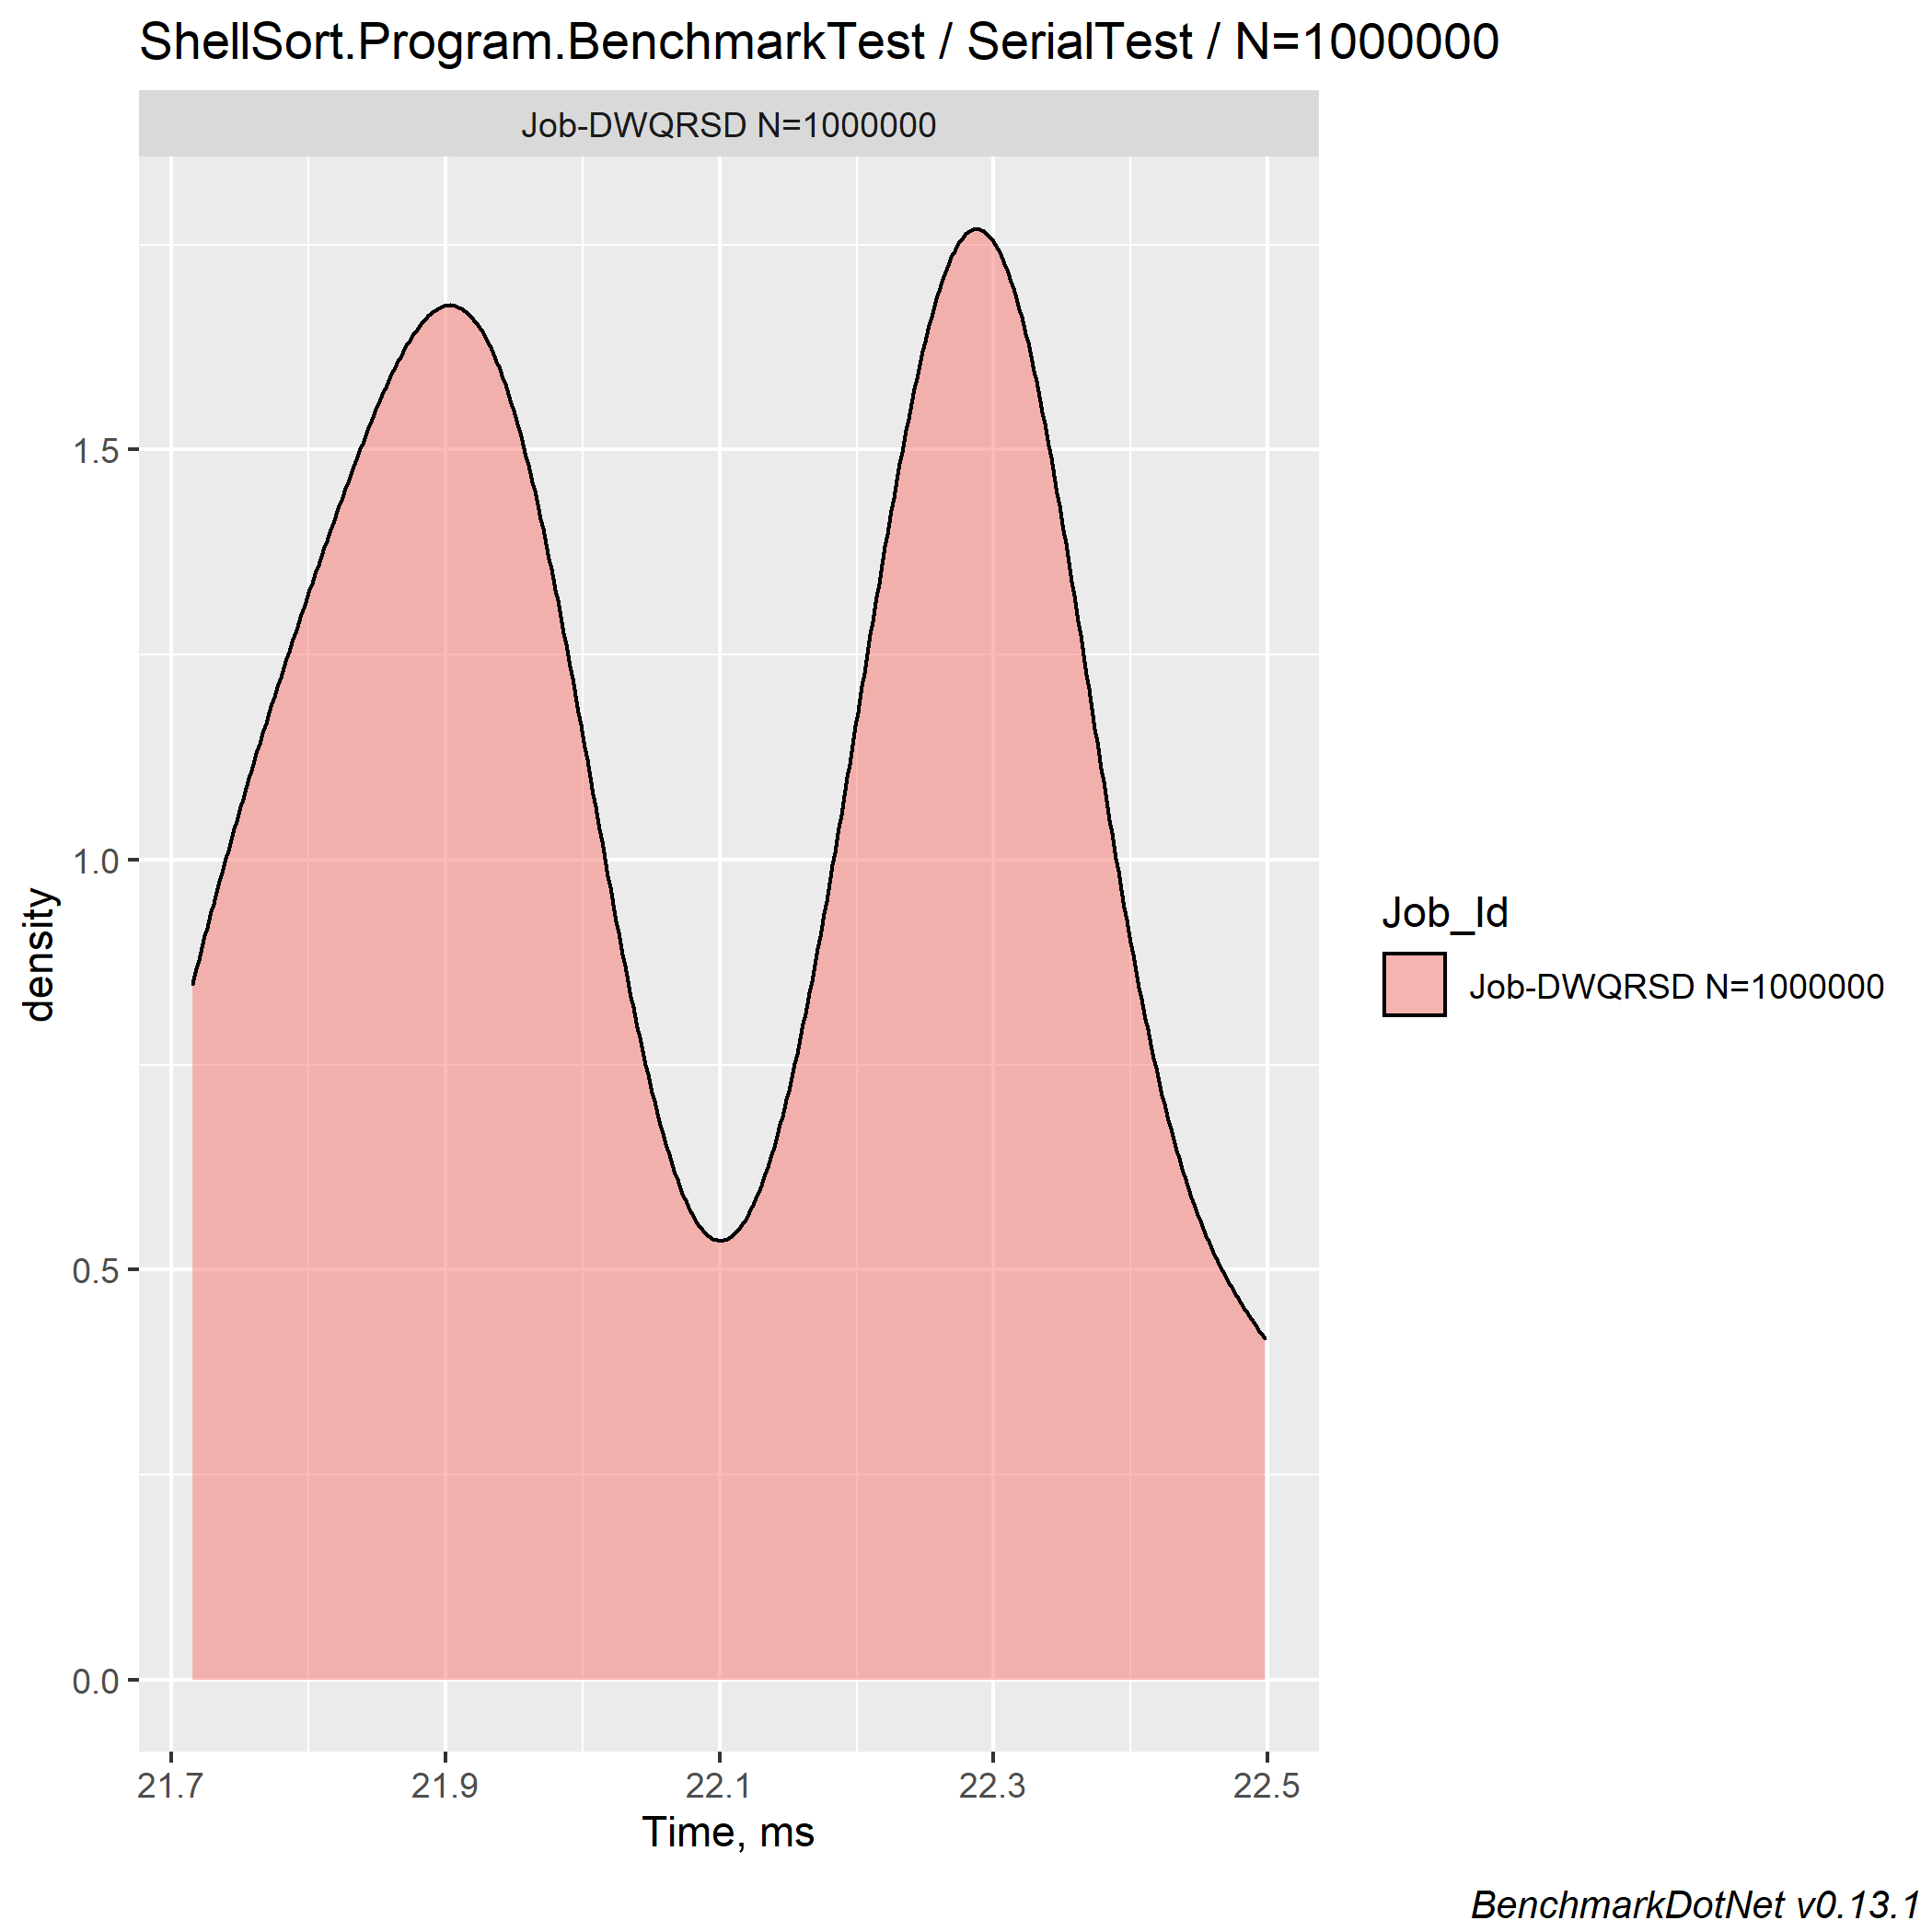 ShellSort.Program.BenchmarkTest / SerialTest / N=1000000
Job-DWQRSD N=1000000
density
1.5
1.0
0.5
0.0
21.7 21.9 22.1 22.3 22.5
Time, ms
Job_Id
Job-DWQRSD N=1000000
BenchmarkDotNet v0.13.1